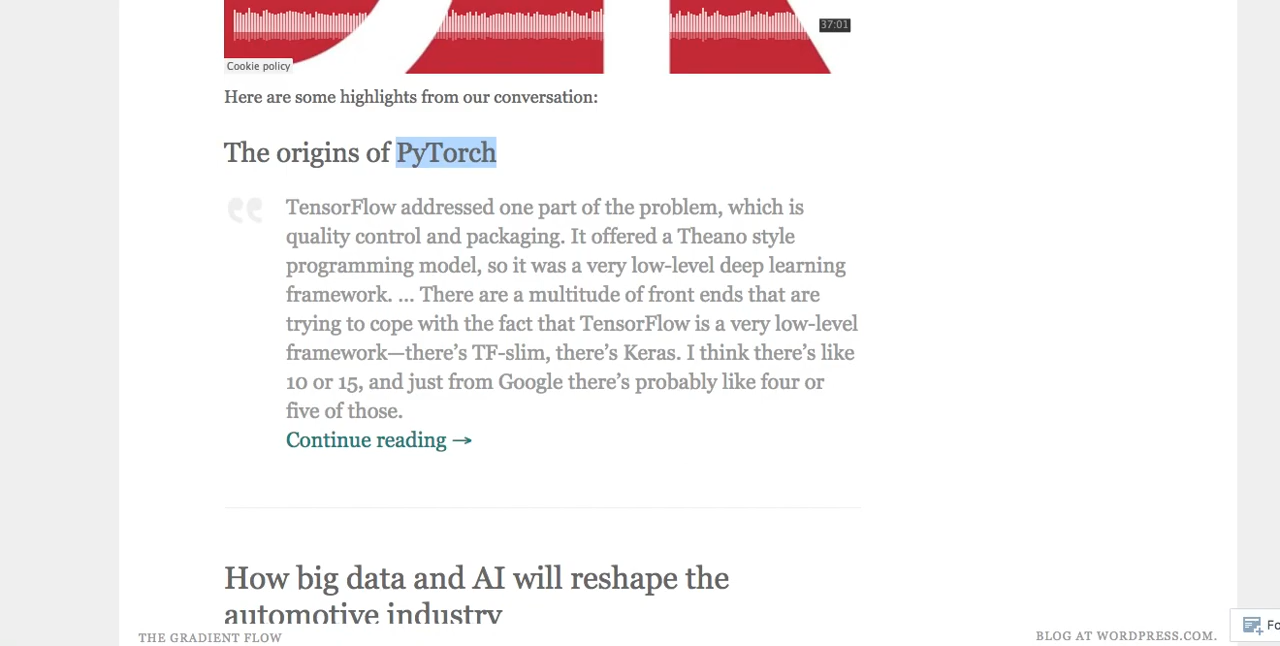 37:01
Cookie policy
Here are some highlights from our conversation:
The origins of PyTorch
TensorFlow addressed one part of the problem, which is
quality control and packaging. It offered a Theano style
programming model, so it was a very low-level deep learning
framework. … There are a multitude of front ends that are
trying to cope with the fact that TensorFlow is a very low-level
framework—there’s TF-slim, there’s Keras. I think there’s like
10 or 15, and just from Google there’s probably like four or
five of those.
Continue reading →
How big data and AI will reshape the
automotive industry
THE GRADIENT FLOW
BLOG AT WORDPRESS.COM.
Fo